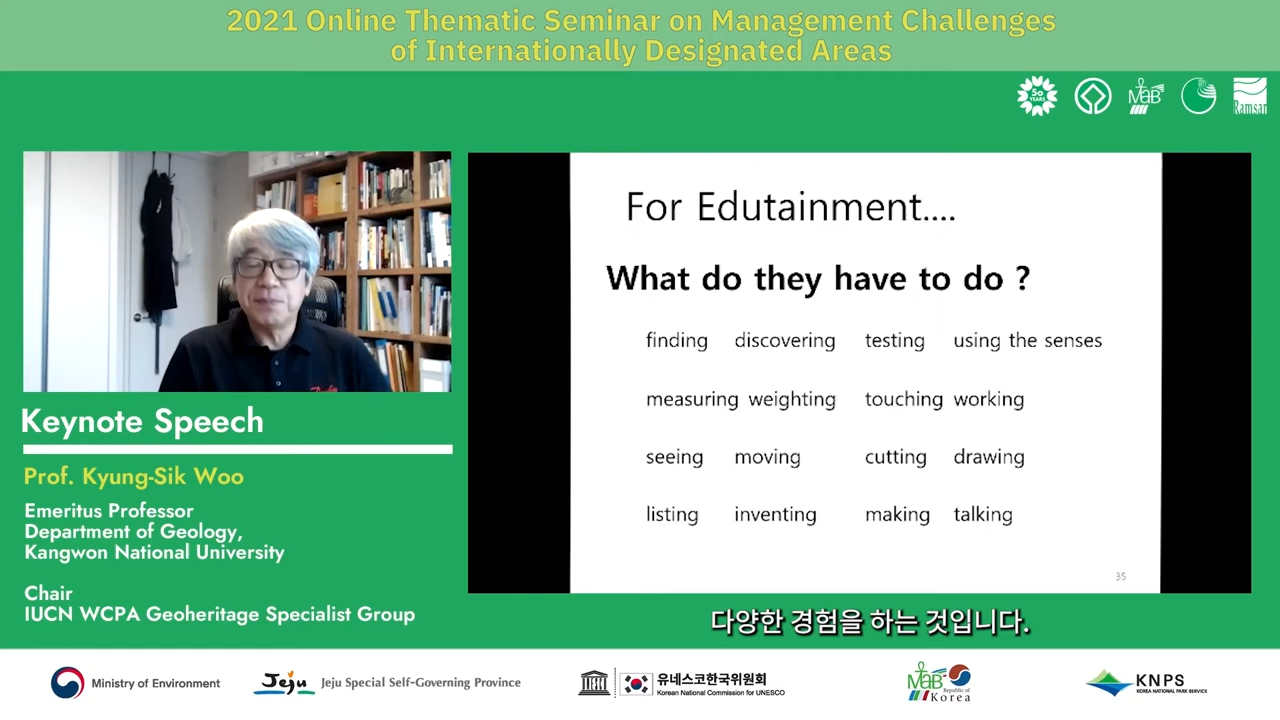 2021 Online Thematic Seminar on Management Challenges
of Internationally Designated Areas
50
YEARS
MaB
Ramsar
For Edutainment....
What do they have to do ?
finding discovering testing using the senses
measuring weighting touching working
seeing moving cutting drawing
listing inventing making talking
35
Keynote Speech
Prof. Kyung-Sik Woo
Emeritus Professor
Department of Geology,
Kangwon National University
Chair
IUCN WCPA Geoheritage Specialist Group
다양한 경험을 하는 것입니다.
Ministry of Environment
Jeju Jeju Special Self-Governing Province
유네스코한국위원회
Korean National Commission for UNESCO
MaB
Republic of
Korea
KNPS
KOREA NATIONAL PARK SERVICE